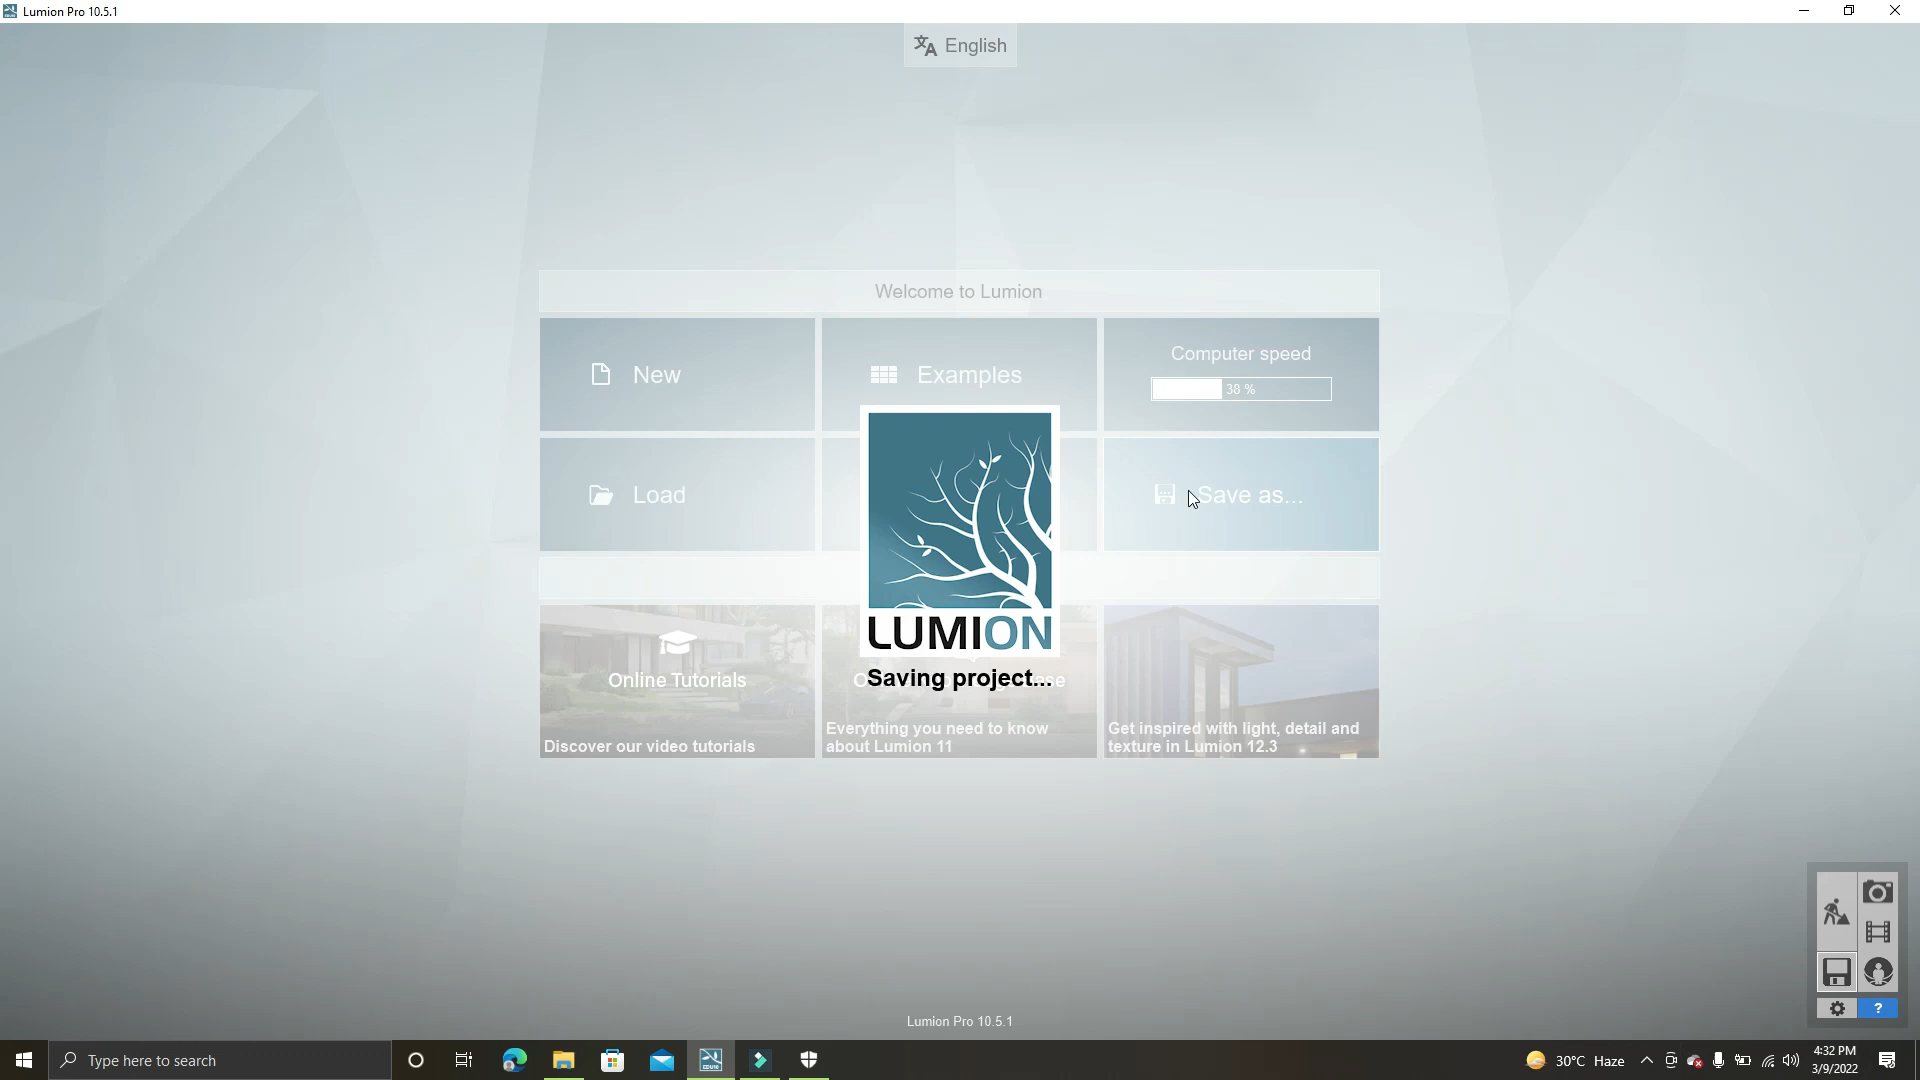 Lumion Pro 10.5.1
English
Welcome to Lumion
New
Examples
Computer speed
38 %
Load
Save as...
LUMION
Saving project...
Online Tutorials
Discover our video tutorials
Everything you need to know
about Lumion 11
Get inspired with light, detail and
texture in Lumion 12.3
?
Lumion Pro 10.5.1
Type here to search
30°C Haze
4:32 PM
3/9/2022